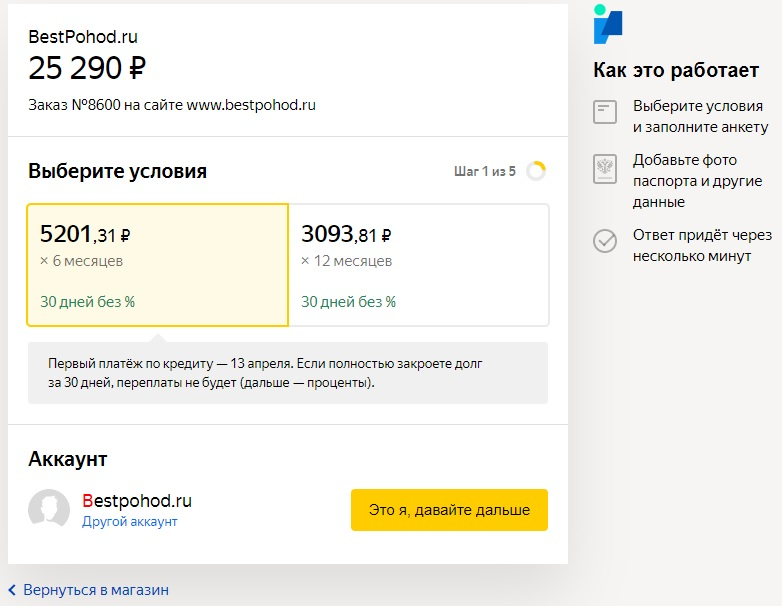 BestPohod.ru
25 290 ₽
Заказ №8600 на сайте www.bestpohod.ru
Выберите условия
Шаг 1 из 5
5201,31 ₽
× 6 месяцев
30 дней без %
3093,81 ₽
× 12 месяцев
30 дней без %
Первый платёж по кредиту — 13 апреля. Если полностью закроете долг
за 30 дней, переплаты не будет (дальше — проценты).
Аккаунт
Bestpohod.ru
Другой аккаунт
Это я, давайте дальше
Вернуться в магазин
Как это работает
Выберите условия
и заполните анкету
Добавьте фото
паспорта и другие
данные
Ответ придёт через
несколько минут